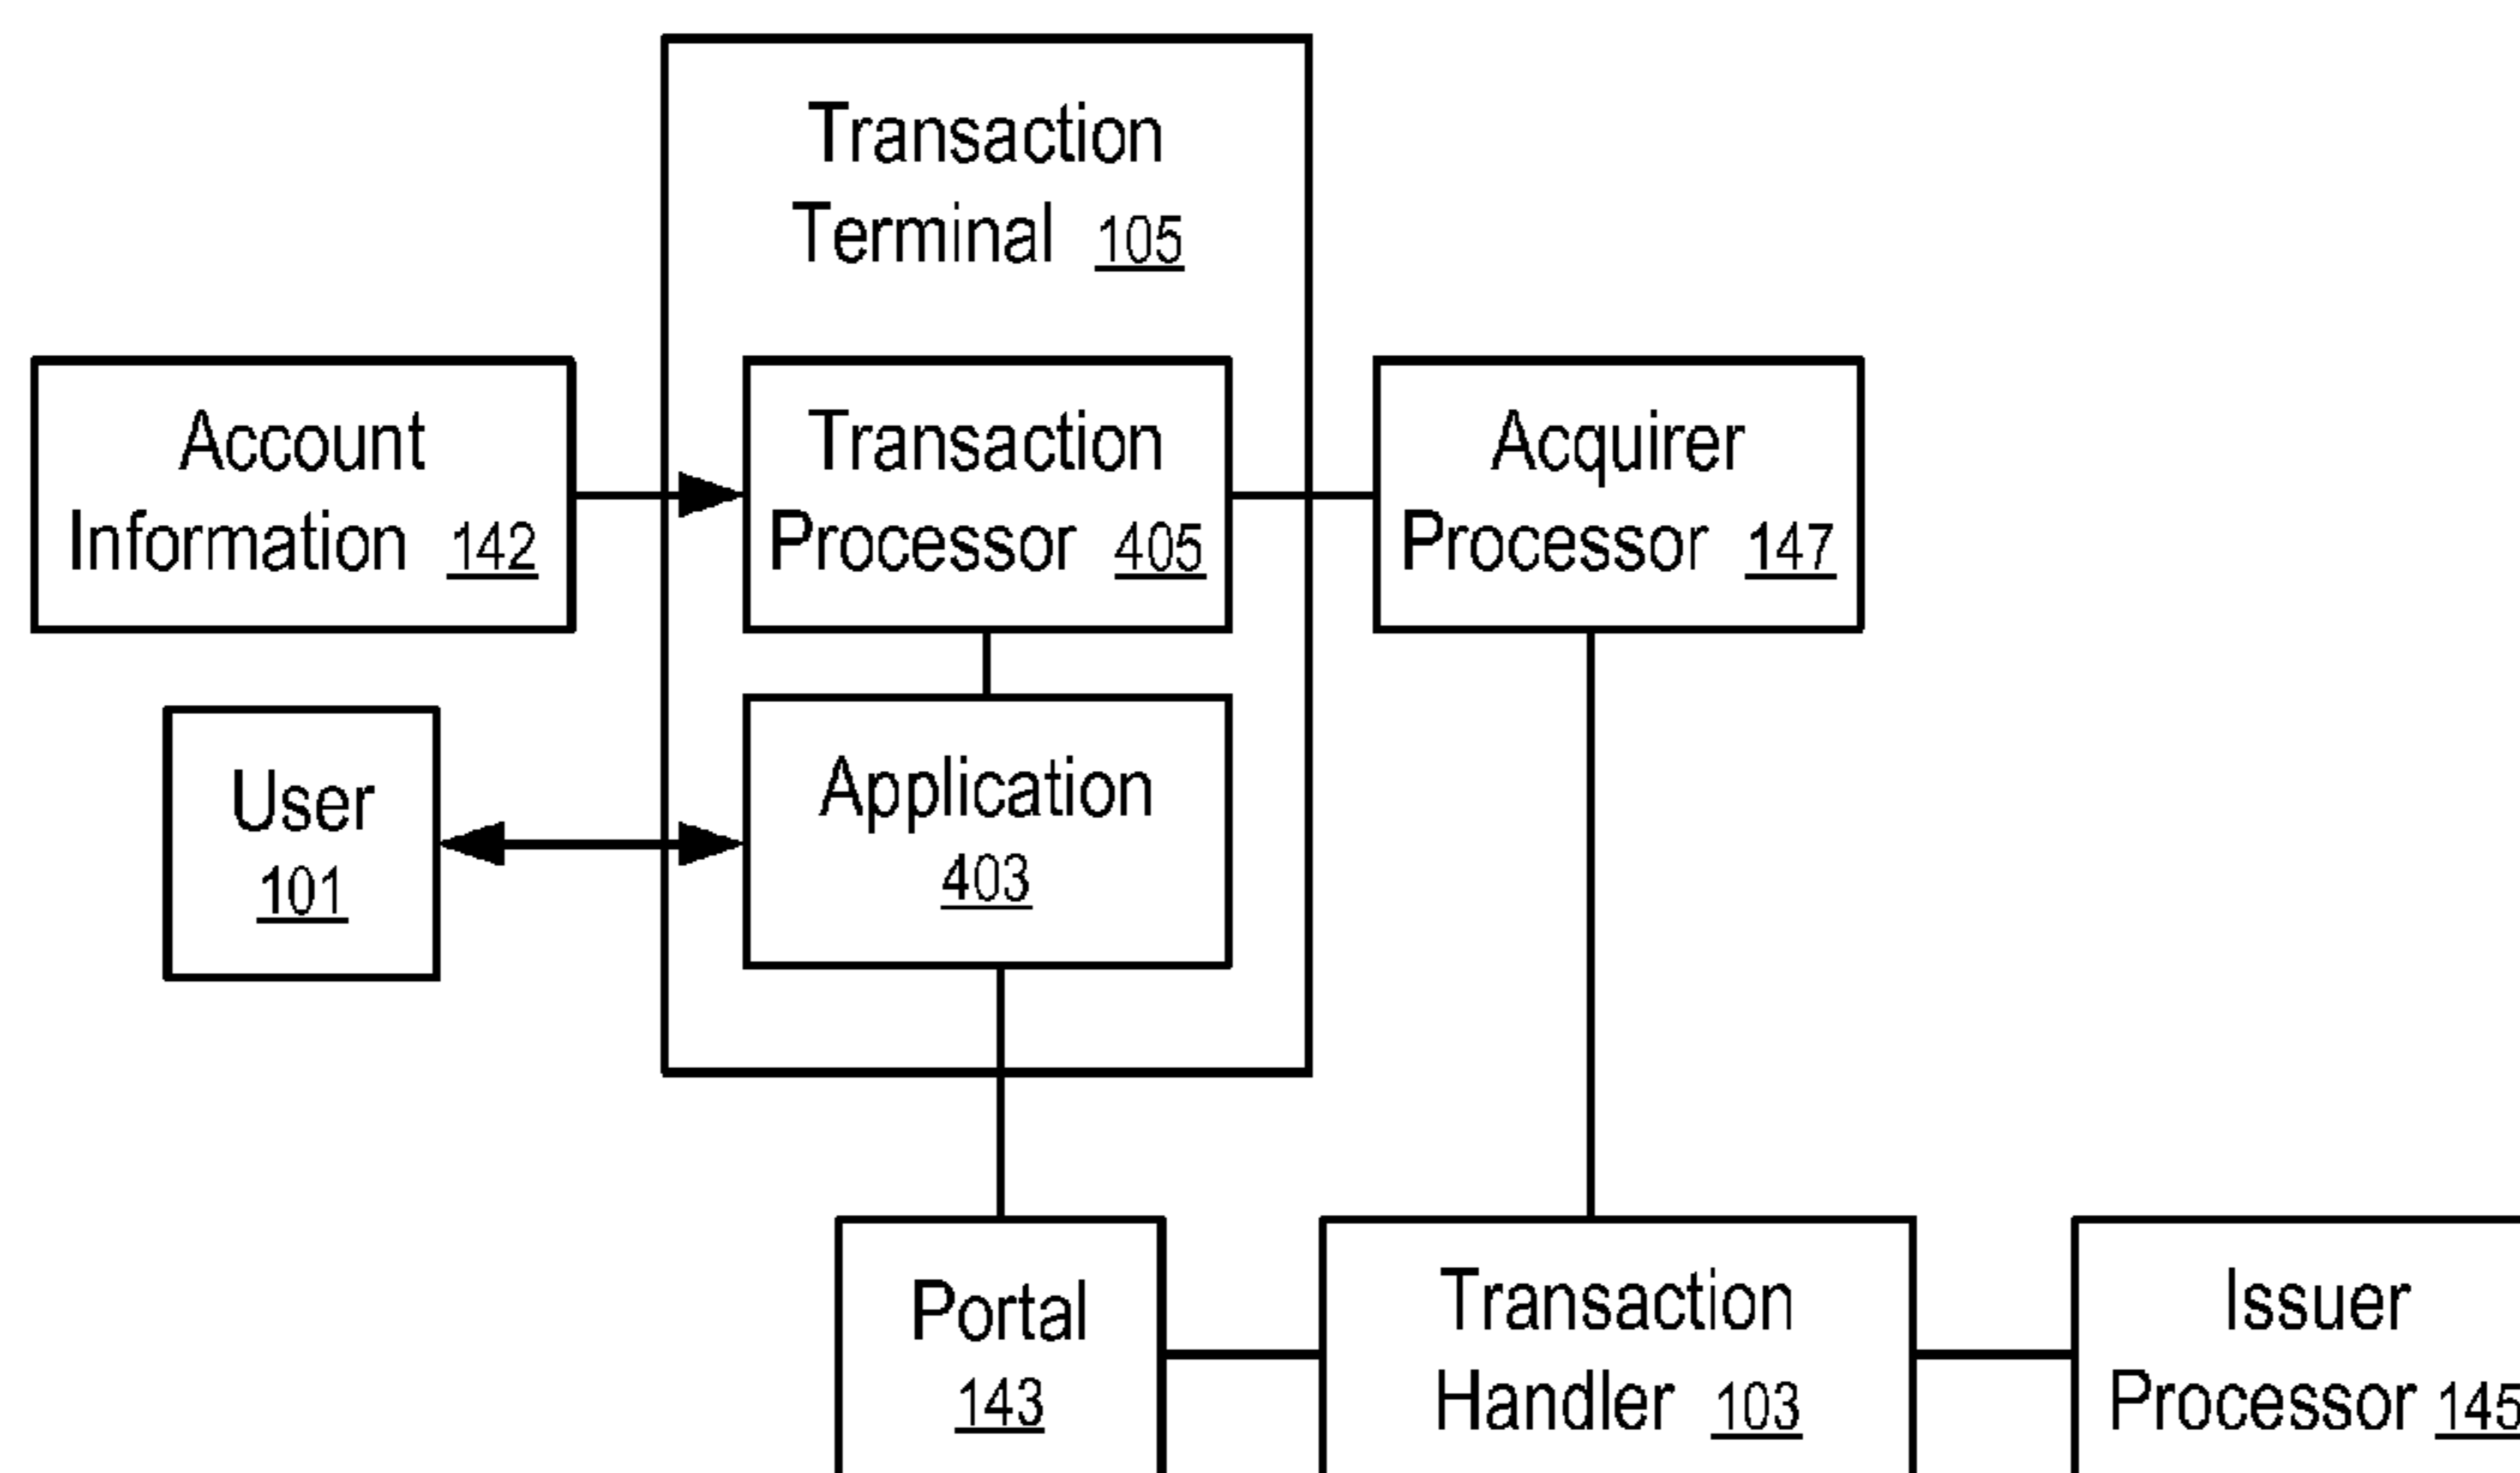 Transaction
Terminal 105
Account
Information 142
Transaction
Processor 405
Acquirer
Processor 147
User
101
Application
403
Portal
143
Transaction
Handler 103
Issuer
Processor 145